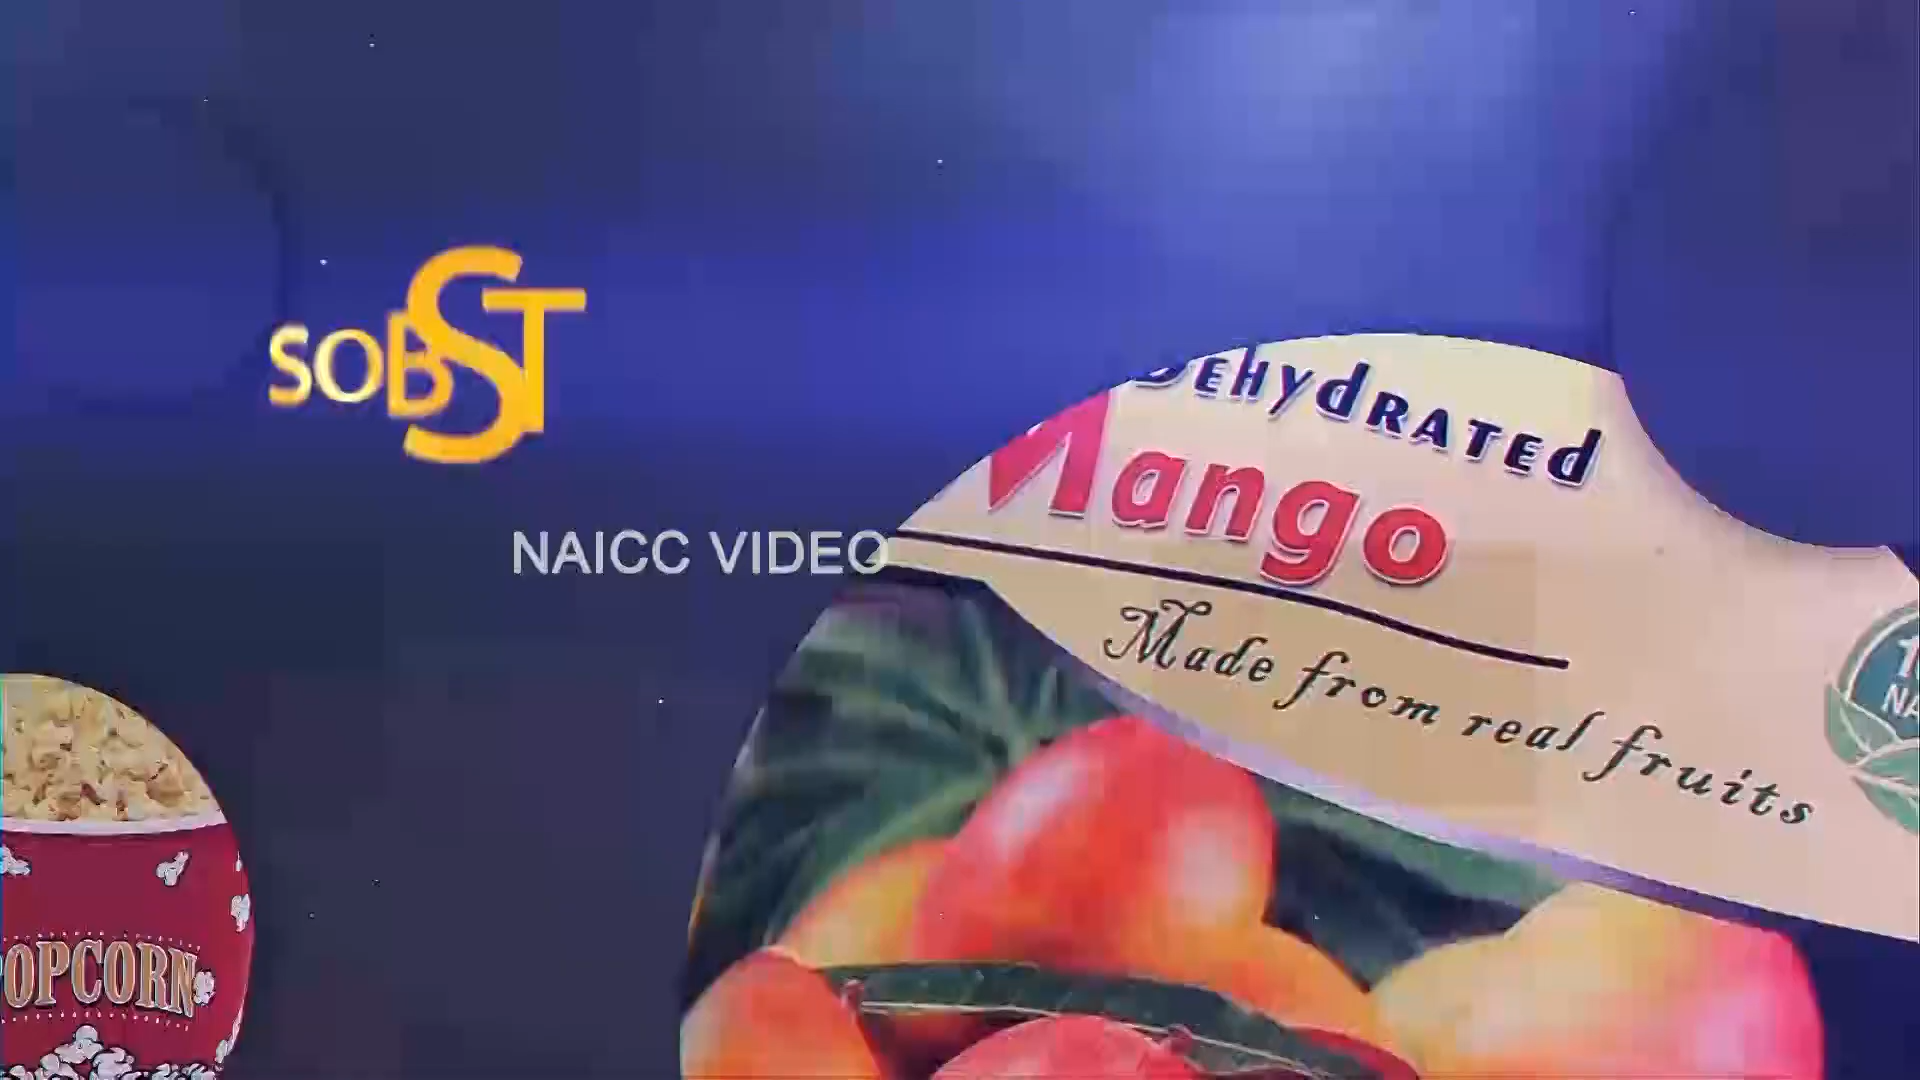 SOBST
NAICC VIDEO
DEHydRATEd
Mango
Made from real fruits
POPCORN